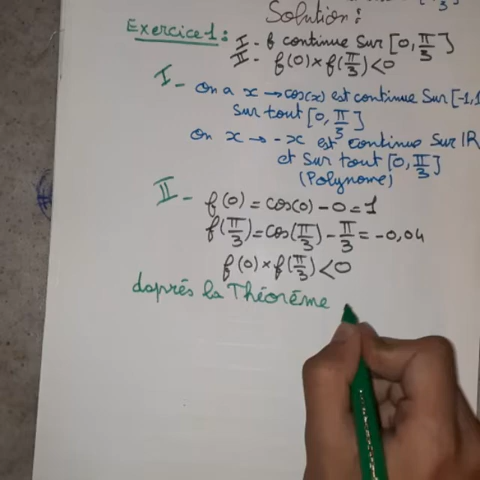 Solution:
Exercice 1: I - f continue Sur [0, π/3]
II - f(0) × f(π/3) < 0
I - on a x → cos(x) est continue Sur [-1, 1
Sur tout [0, π/3]
on x → -x est continue Sur IR
et Sur tout [0, π/3]
(Polynome)
II - f(0) = cos(0) - 0 = 1
f(π/3) = cos(π/3) - π/3 = -0,04
f(0) × f(π/3) < 0
daprés la Théoréme